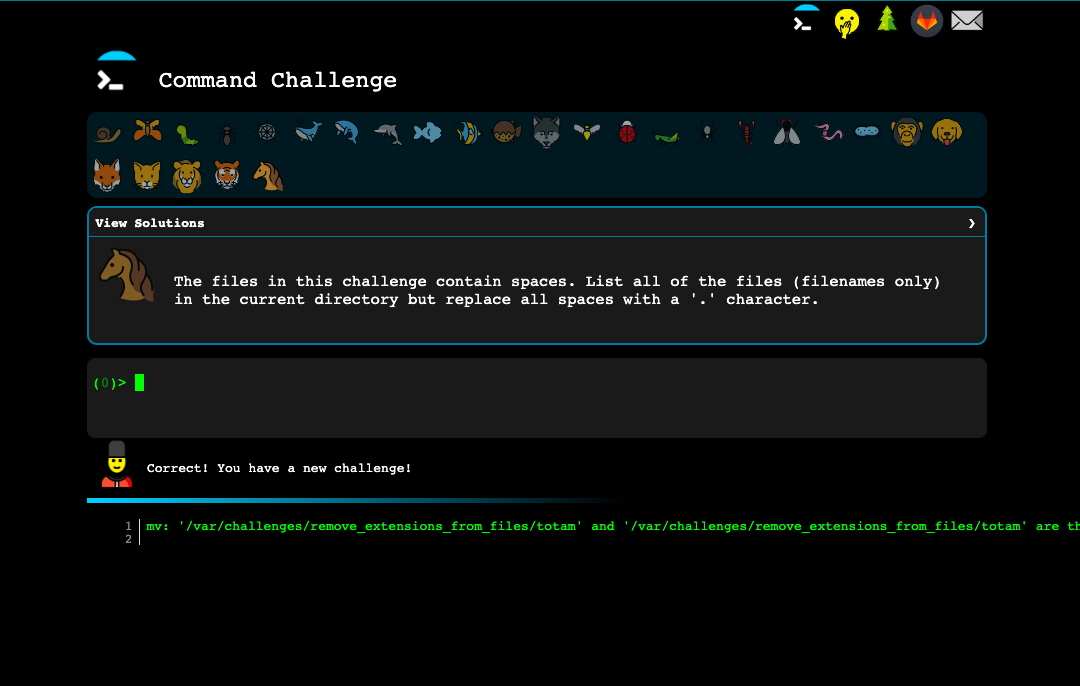 Command Challenge
View Solutions ❯
The files in this challenge contain spaces. List all of the files (filenames only)
in the current directory but replace all spaces with a '.' character.
(0)>
Correct! You have a new challenge!
1 mv: '/var/challenges/remove_extensions_from_files/totam' and '/var/challenges/remove_extensions_from_files/totam' are th
2